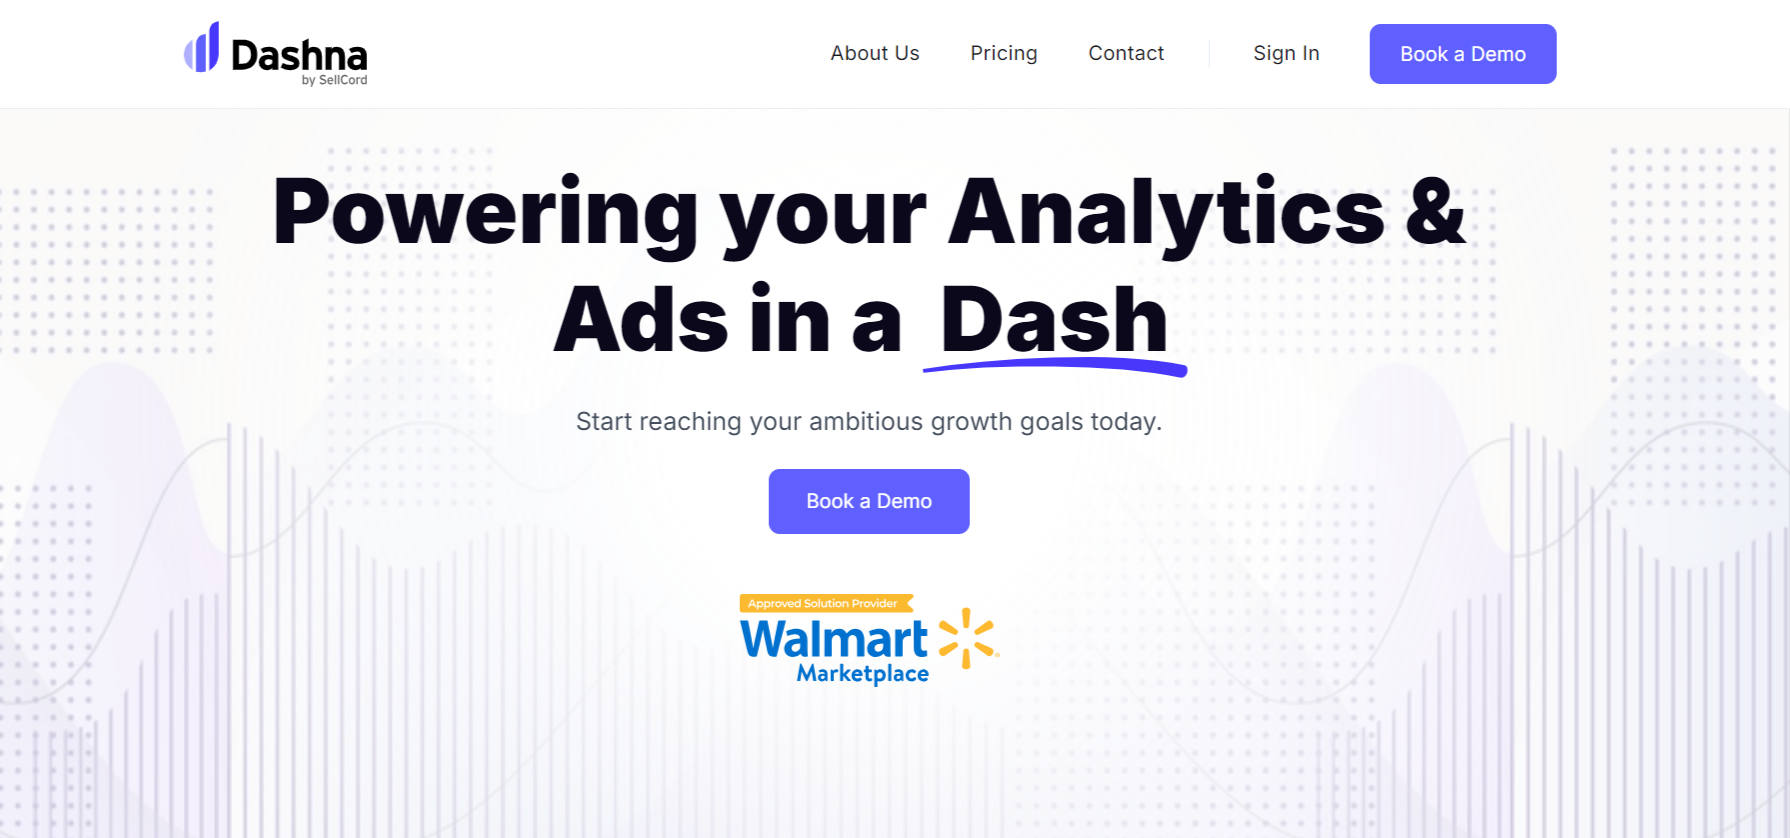 Dashna
by SellCord
About Us
Pricing
Contact
Sign In
Book a Demo
Powering your Analytics &
Ads in a Dash
Start reaching your ambitious growth goals today.
Book a Demo
Approved Solution Provider
Walmart
Marketplace